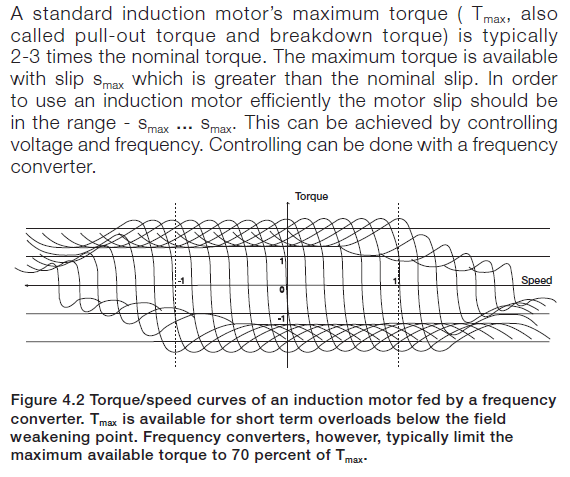 A standard induction motor's maximum torque ( Tmax, also
called pull-out torque and breakdown torque) is typically
2-3 times the nominal torque. The maximum torque is available
with slip smax which is greater than the nominal slip. In order
to use an induction motor efficiently the motor slip should be
in the range - smax ... smax. This can be achieved by controlling
voltage and frequency. Controlling can be done with a frequency
converter.
Torque
1
Speed
-1
1
0
-1
Figure 4.2 Torque/speed curves of an induction motor fed by a frequency
converter. Tmax is available for short term overloads below the field
weakening point. Frequency converters, however, typically limit the
maximum available torque to 70 percent of Tmax.